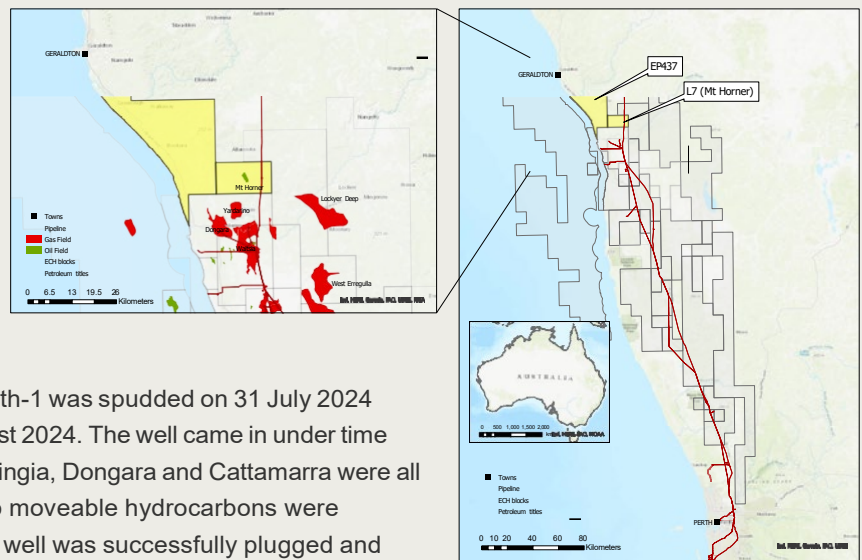 GERALDTON
Mt Horner
Lockyer Deep
Dongara
West Erregulla
Towns
Pipeline
Gas Field
Oil Field
ECH blocks
Petroleum titles
0 6.5 13 19.5 26
Kilometers
GERALDTON
EP437
L7 (Mt Horner)
AUSTRALIA
0 500 1,000 1,500 2,000
Towns
Pipeline
ECH blocks
Petroleum titles
0 10 20 40 60 80
Kilometers
PERTH
th-1 was spudded on 31 July 2024
st 2024. The well came in under time
ingia, Dongara and Cattamarra were all
o moveable hydrocarbons were
well was successfully plugged and